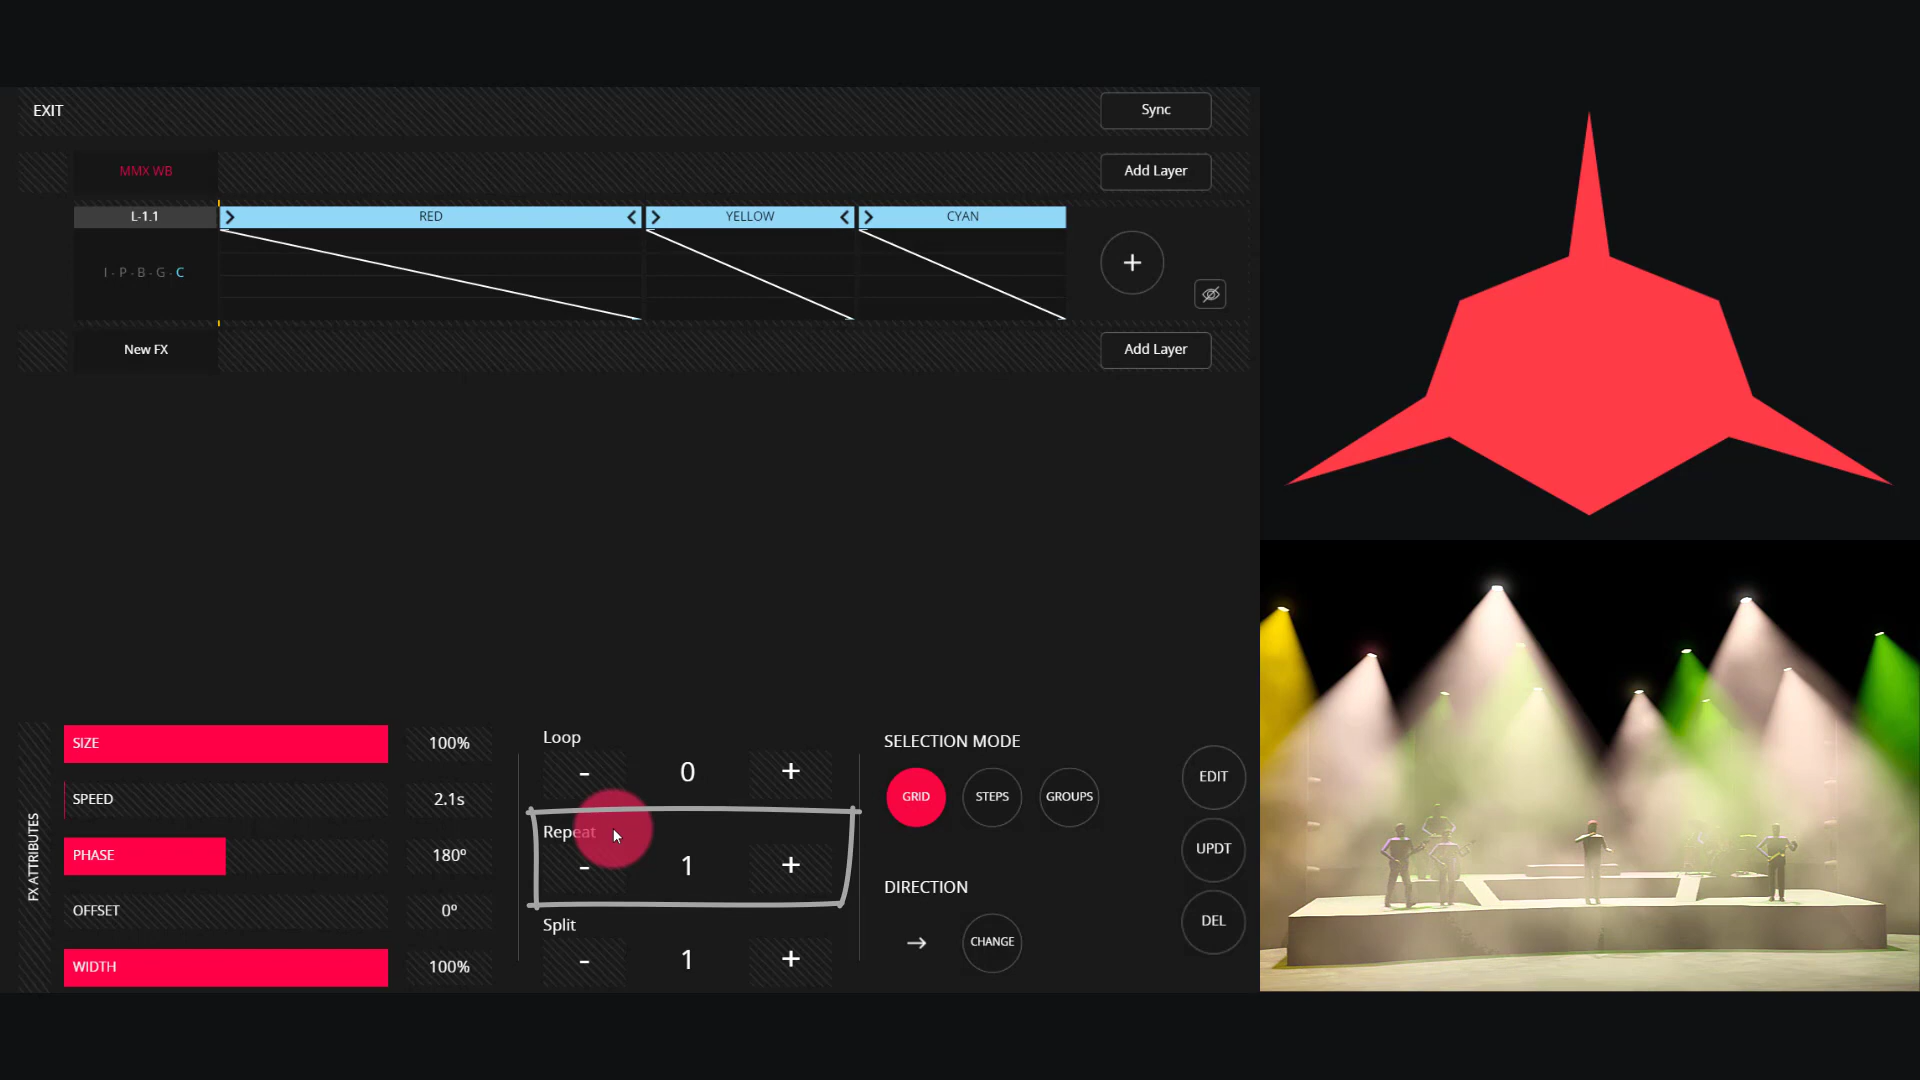 EXIT
Sync
MMX WB
Add Layer
L-1.1
RED
YELLOW
CYAN
I · P · B · G · C
+
New FX
Add Layer
FX ATTRIBUTES
SIZE
100%
SPEED
2.1s
PHASE
180º
OFFSET
0º
WIDTH
100%
Loop
- 0 +
Repeat
- 1 +
Split
- 1 +
SELECTION MODE
GRID
STEPS
GROUPS
DIRECTION
→
CHANGE
EDIT
UPDT
DEL